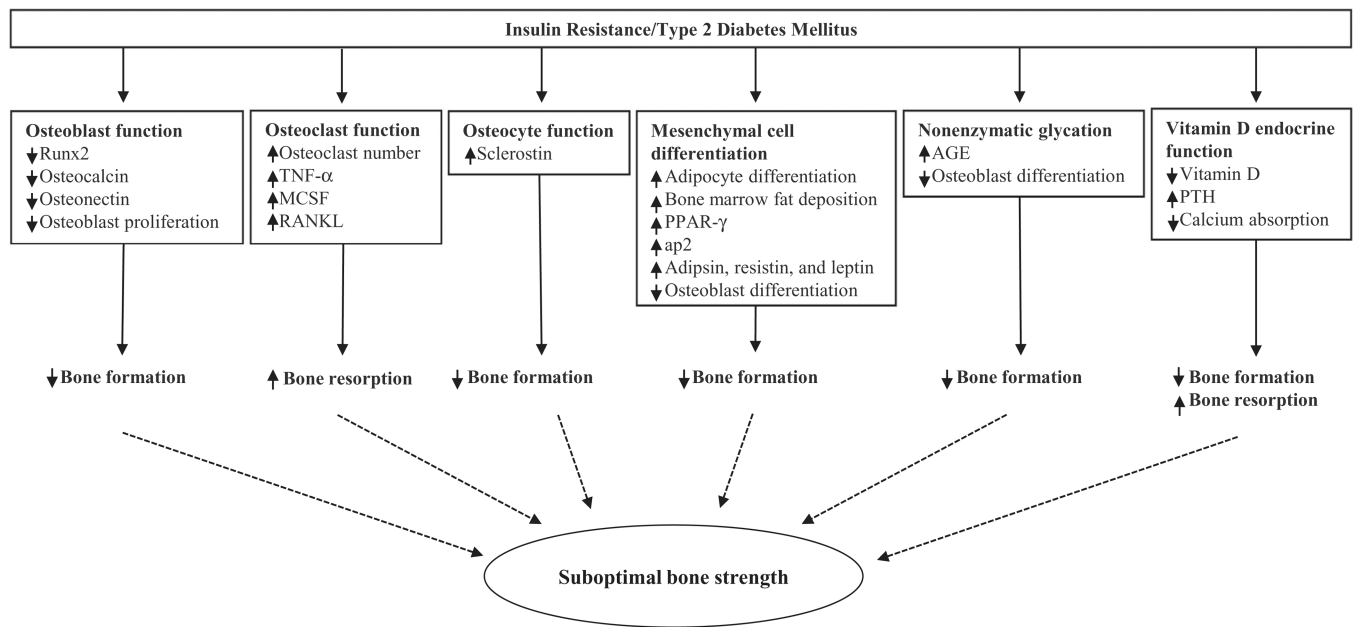 Insulin Resistance/Type 2 Diabetes Mellitus
Osteoblast function
↓Runx2
↓Osteocalcin
↓Osteonectin
↓Osteoblast proliferation
Osteoclast function
↑Osteoclast number
↑TNF-α
↑MCSF
↑RANKL
Osteocyte function
↑Sclerostin
Mesenchymal cell
differentiation
↑Adipocyte differentiation
↑Bone marrow fat deposition
↑PPAR-γ
↑ap2
↑Adipsin, resistin, and leptin
↓Osteoblast differentiation
Nonenzymatic glycation
↑AGE
↓Osteoblast differentiation
Vitamin D endocrine
function
↓Vitamin D
↑PTH
↓Calcium absorption
↓Bone formation
↑Bone resorption
↓Bone formation
↓Bone formation
↓Bone formation
↓Bone formation
↑Bone resorption
Suboptimal bone strength